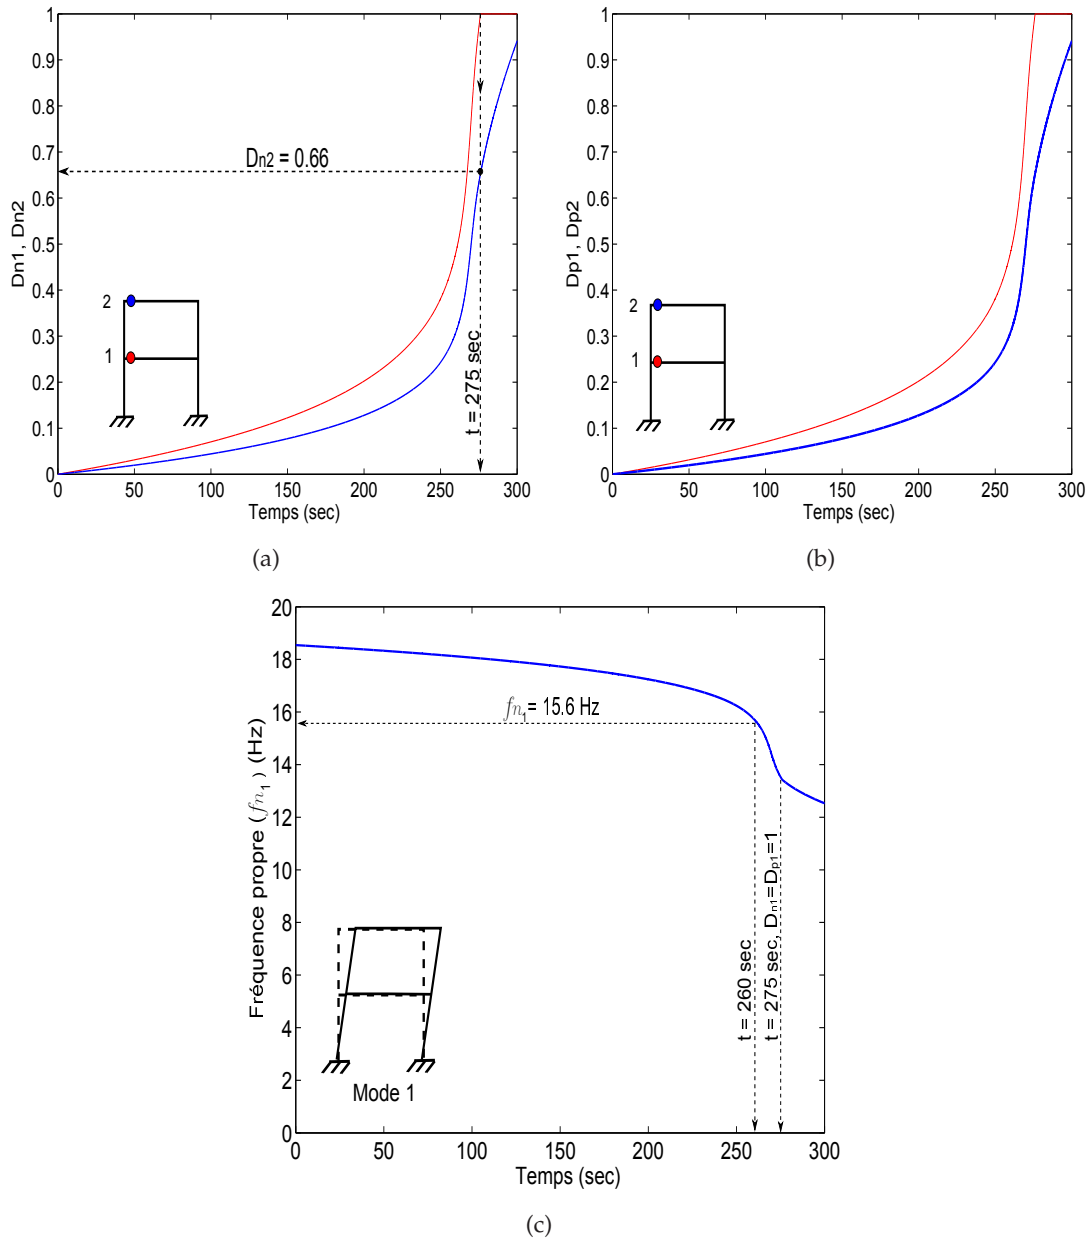 1
0.9
0.8
0.7
0.6
0.5
0.4
0.3
0.2
0.1
0
Dn1, Dn2
Dn2 = 0.66
t = 275 sec
2
1
0 50 100 150 200 250 300
Temps (sec)
(a)
1
0.9
0.8
0.7
0.6
0.5
0.4
0.3
0.2
0.1
0
Dp1, Dp2
2
1
0 50 100 150 200 250 300
Temps (sec)
(b)
20
18
16
14
12
10
8
6
4
2
0
Fréquence propre (fn1) (Hz)
fn1 = 15.6 Hz
t = 260 sec
t = 275 sec, Dn1=Dp1=1
Mode 1
0 50 100 150 200 250 300
Temps (sec)
(c)